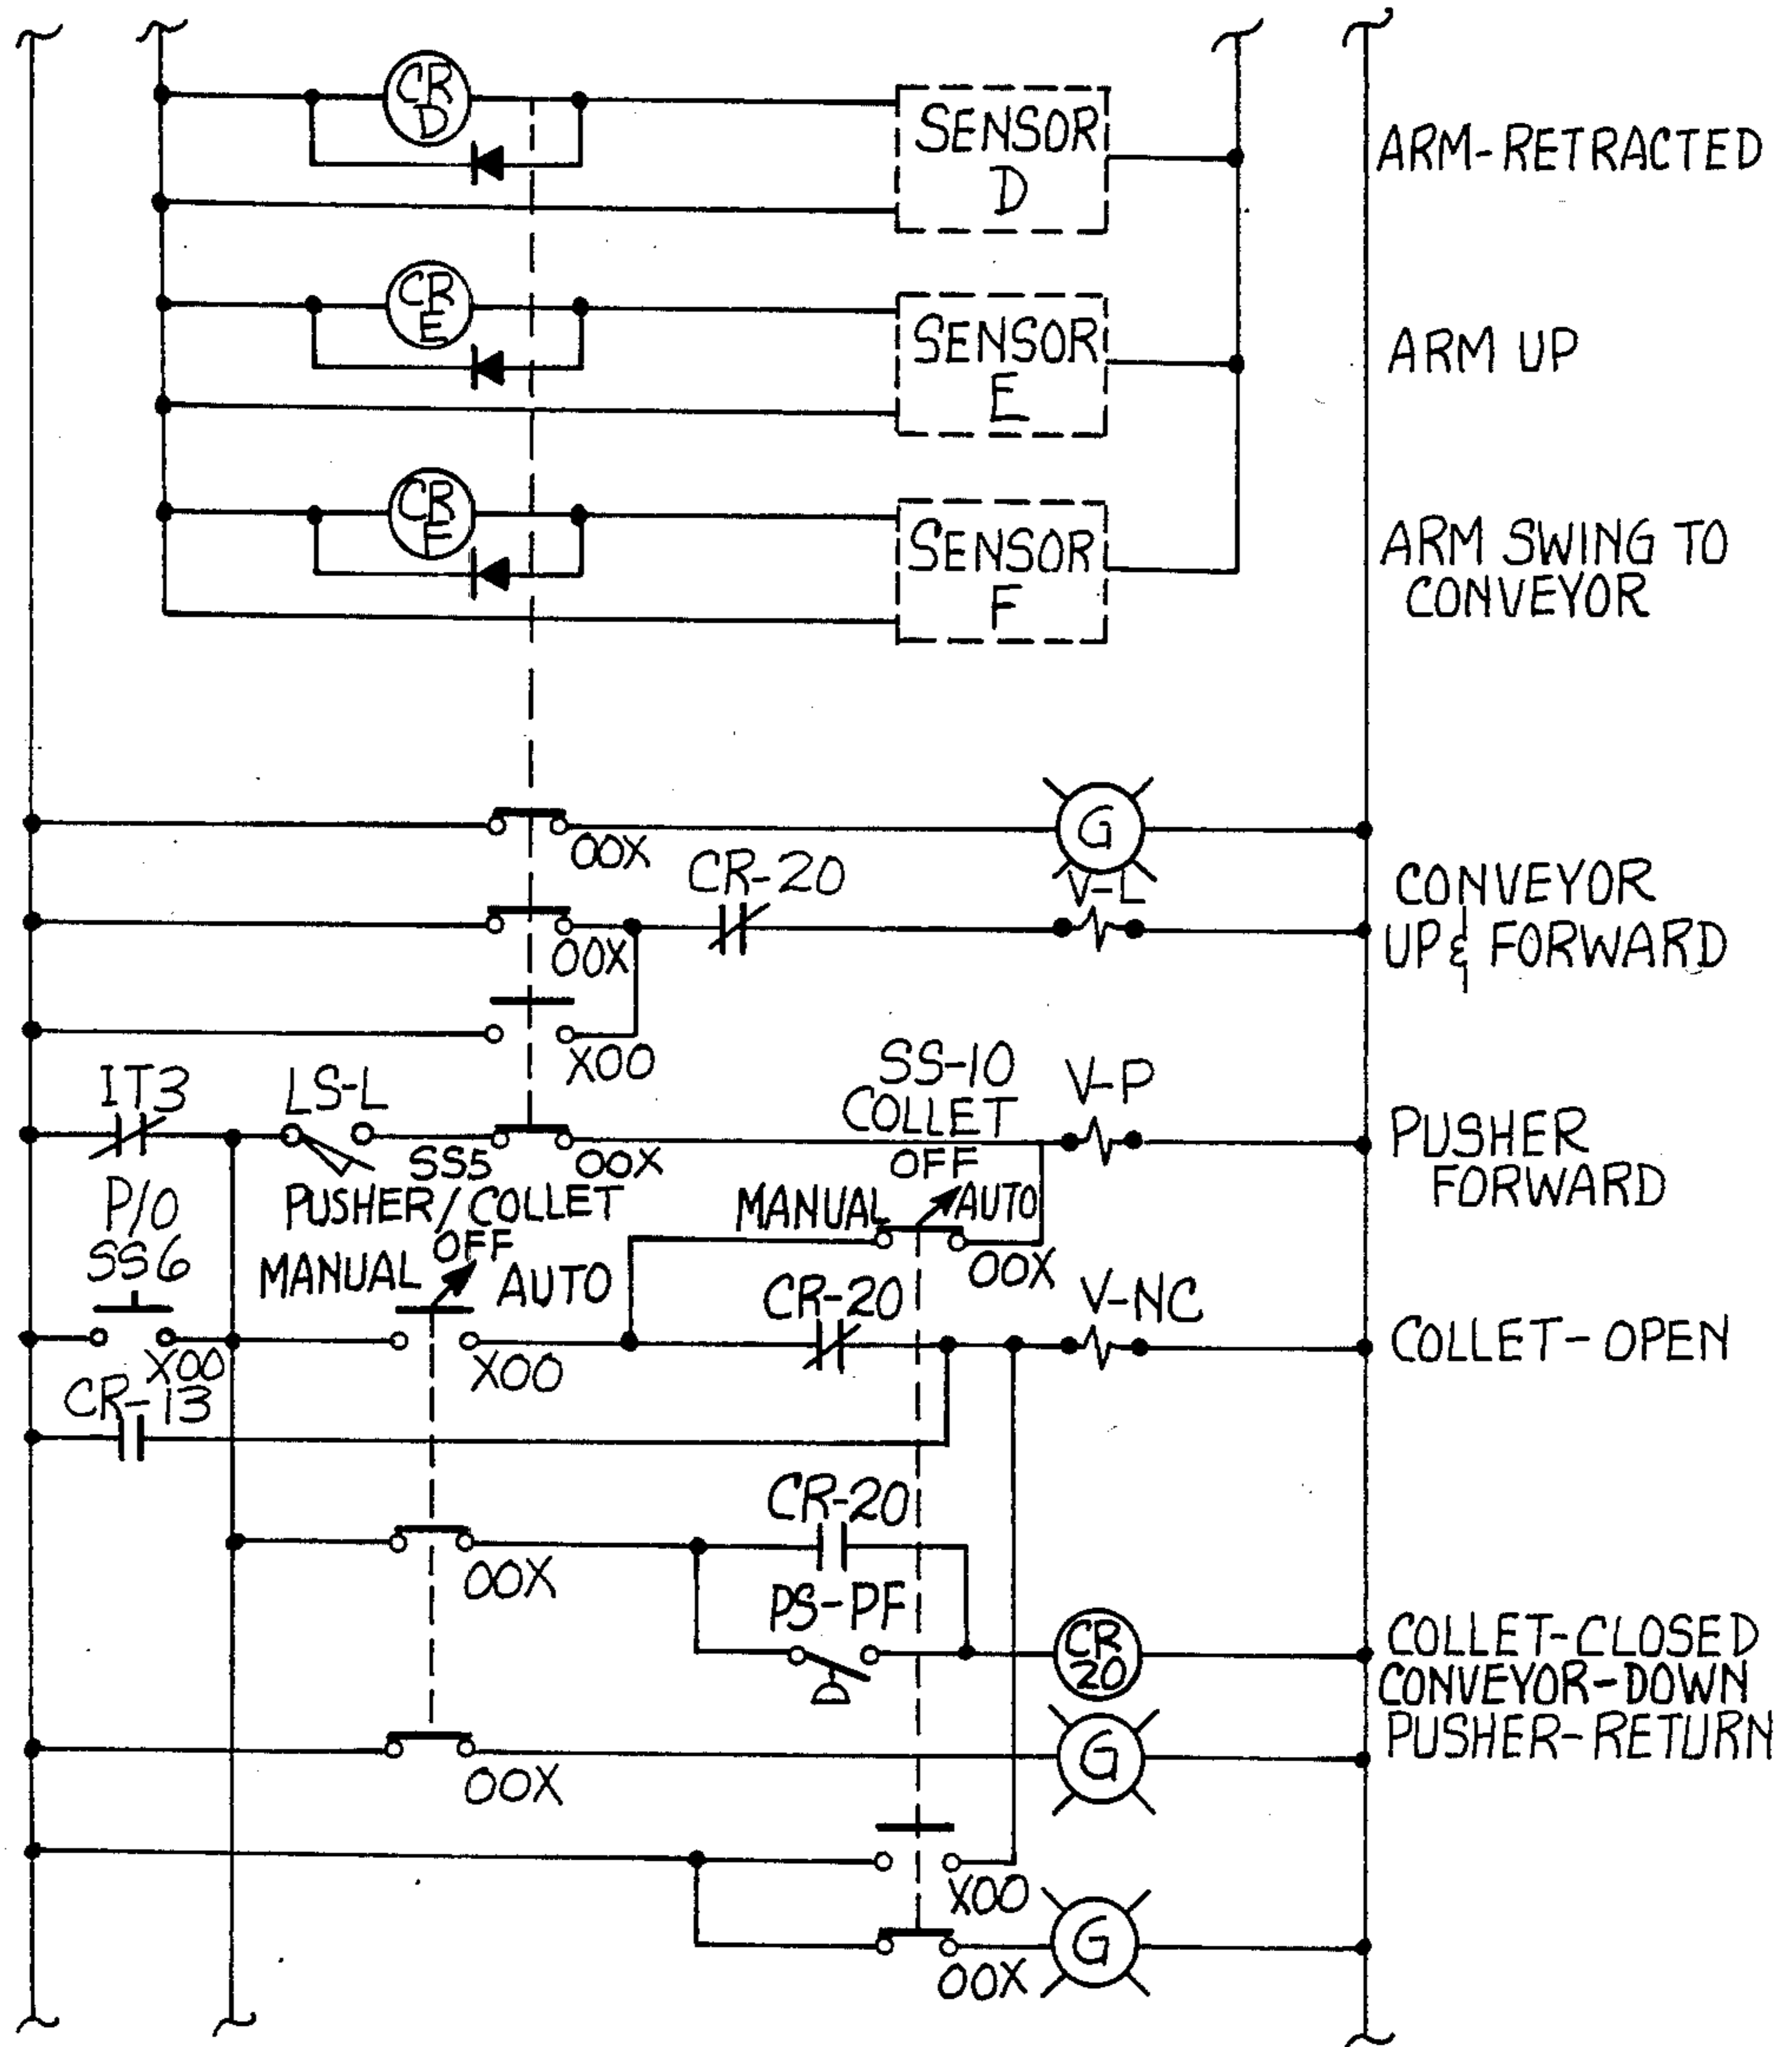 CR
D
SENSOR
D
ARM-RETRACTED
CR
E
SENSOR
E
ARM UP
CR
F
SENSOR
F
ARM SWING TO
CONVEYOR
G
OOX
CR-20
V-L
CONVEYOR
UP & FORWARD
OOX
XOO
IT3
LS-L
SS-10
COLLET
V-P
OFF
PUSHER
FORWARD
SS5
OOX
P/O
SS6
PUSHER/COLLET
OFF
MANUAL
AUTO
MANUAL
AUTO
OOX
CR-20
V-NC
XOO
XOO
COLLET-OPEN
CR-13
CR-20
OOX
PS-PF
CR
20
COLLET-CLOSED
CONVEYOR-DOWN
PUSHER-RETURN
G
OOX
XOO
G
OOX